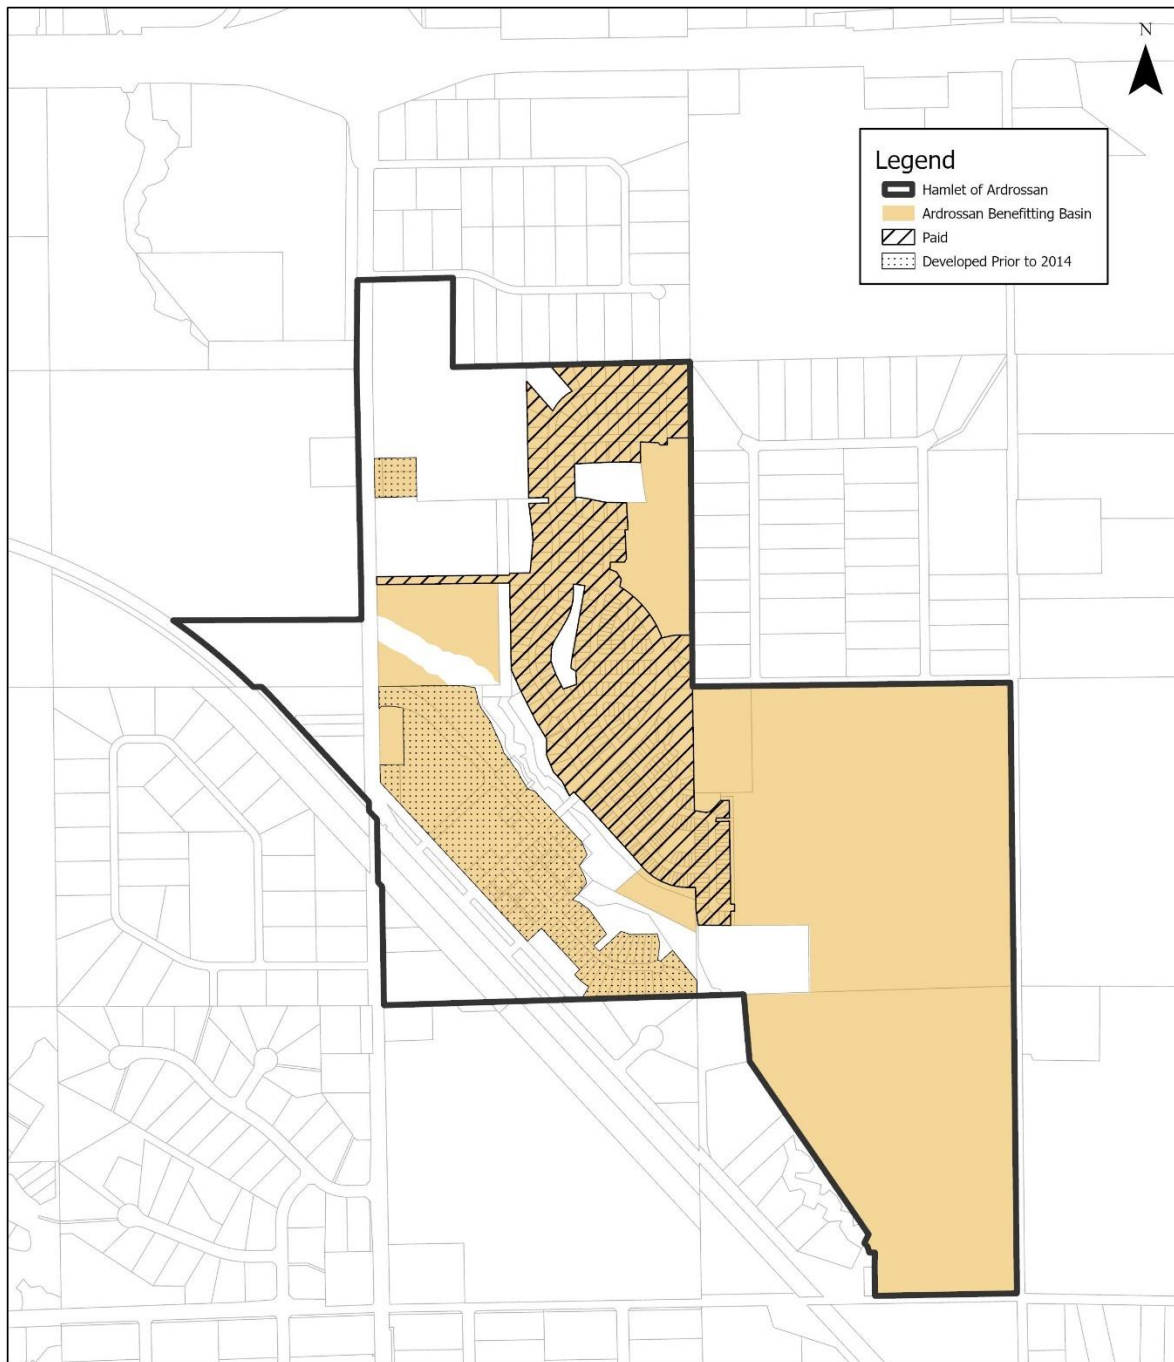 N
Legend
Hamlet of Ardrossan
Ardrossan Benefitting Basin
Paid
Developed Prior to 2014